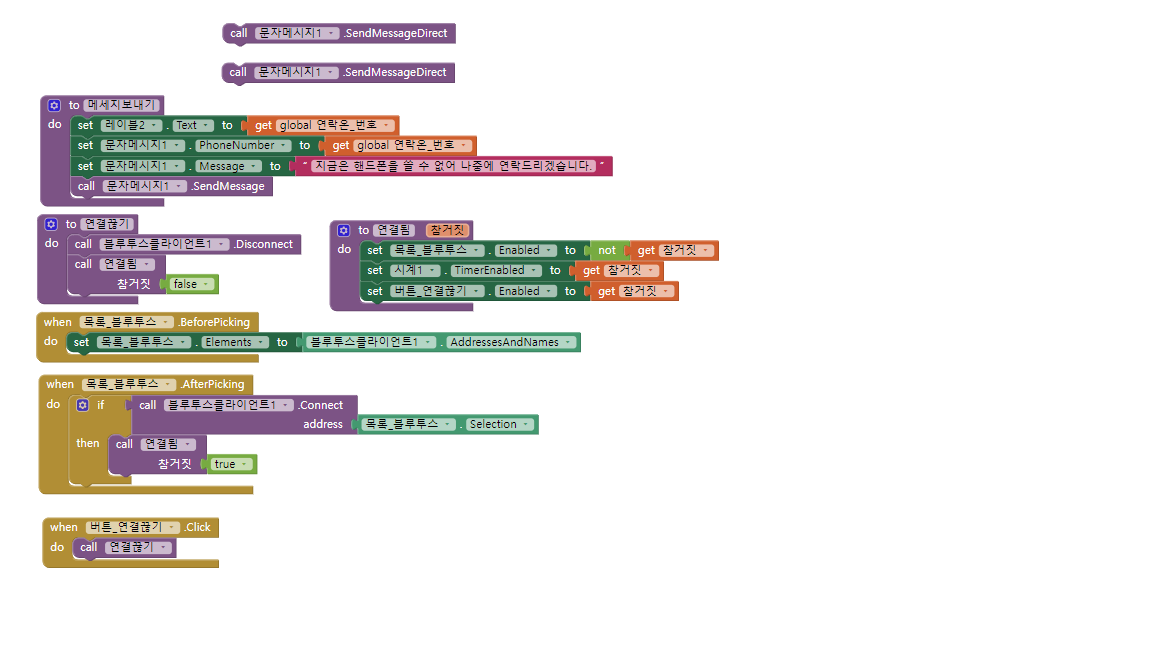 call 문자메시지1 .SendMessageDirect
call 문자메시지1 .SendMessageDirect
to 메세지보내기
do set 레이블2 . Text to get global 연락온_번호
set 문자메시지1 . PhoneNumber to get global 연락온_번호
set 문자메시지1 . Message to " 지금은 핸드폰을 쓸 수 없어 나중에 연락드리겠습니다. "
call 문자메시지1 .SendMessage
to 연결끊기
do call 블루투스클라이언트1 .Disconnect
call 연결됨
참거짓 false
to 연결됨 참거짓
do set 목록_블루투스 . Enabled to not get 참거짓
set 시계1 . TimerEnabled to get 참거짓
set 버튼_연결끊기 . Enabled to get 참거짓
when 목록_블루투스 .BeforePicking
do set 목록_블루투스 . Elements to 블루투스클라이언트1 . AddressesAndNames
when 목록_블루투스 .AfterPicking
do if call 블루투스클라이언트1 .Connect
address 목록_블루투스 . Selection
then call 연결됨
참거짓 true
when 버튼_연결끊기 .Click
do call 연결끊기